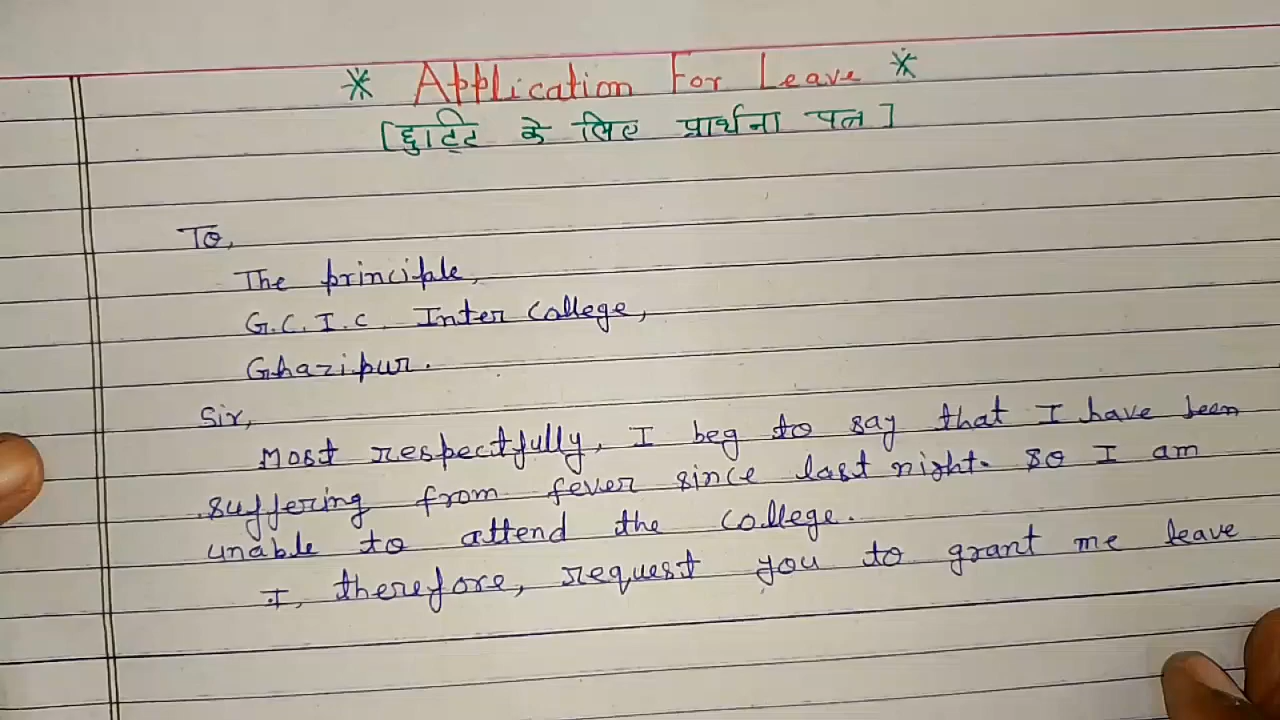 * Application For Leave *
[छुट्टि के लिए प्रार्थना पत्र]
To,
The principle,
G.C.I.C. Inter College,
Ghazipur.
Sir,
Most respectfully, I beg to say that I have been
suffering from fever since last night. So I am
unable to attend the college.
I, therefore, request you to grant me leave